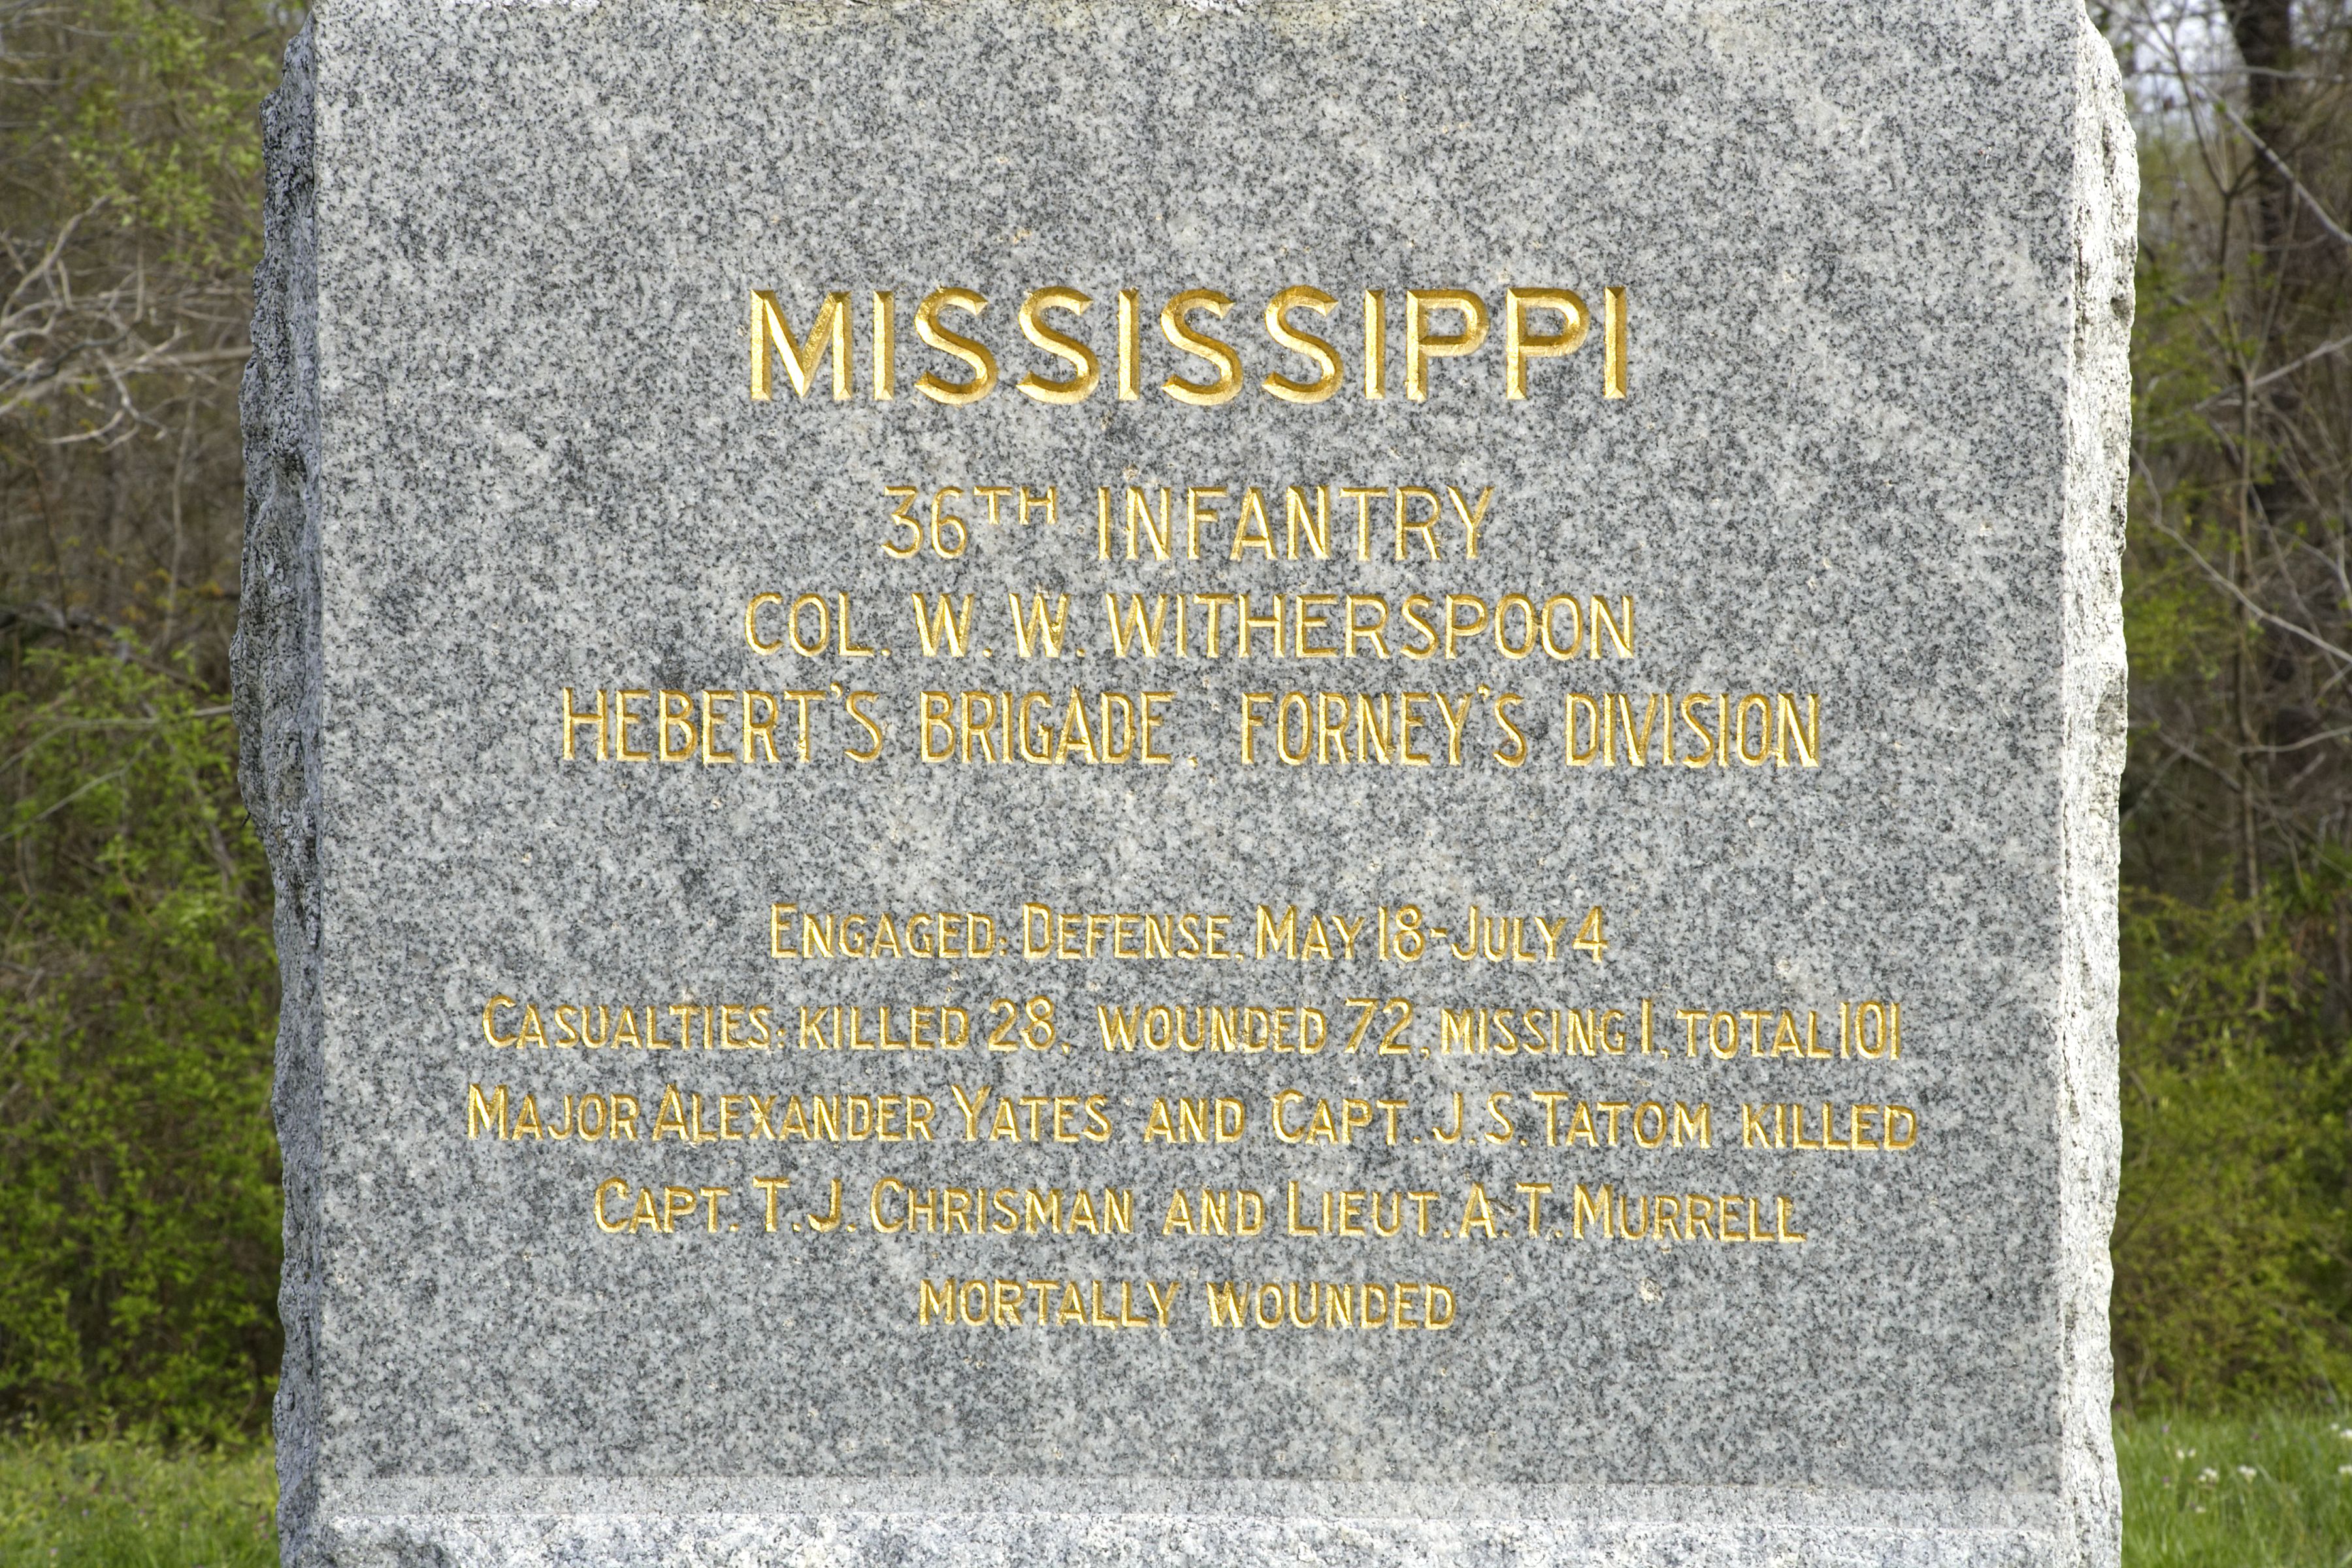 MISSISSIPPI
36TH INFANTRY
COL. W. W. WITHERSPOON
HEBERT'S BRIGADE, FORNEY'S DIVISION
ENGAGED: DEFENSE, MAY 18-JULY 4
CASUALTIES: KILLED 28, WOUNDED 72, MISSING 1, TOTAL 101
MAJOR ALEXANDER YATES AND CAPT. J. S. TATOM KILLED
CAPT. T. J. CHRISMAN AND LIEUT. A. T. MURRELL
MORTALLY WOUNDED